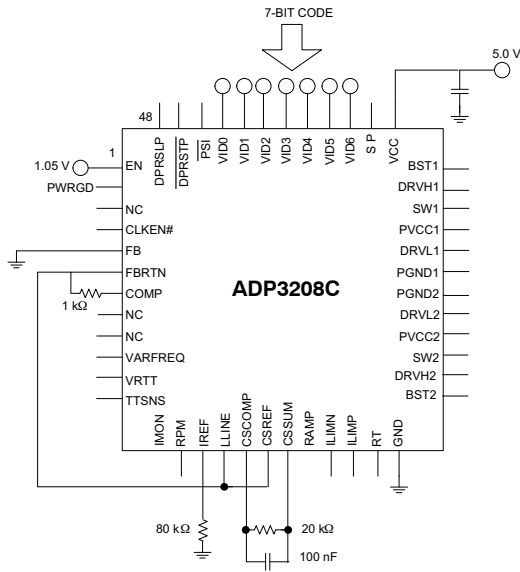 7-BIT CODE
5.0 V
48
DPRSLP
DPRSTP
PSI
VID0
VID1
VID2
VID3
VID4
VID5
VID6
S P
VCC
1
1.05 V
EN
PWRGD
NC
CLKEN#
FB
FBRTN
COMP
1 kΩ
NC
NC
VARFREQ
VRTT
TTSNS
ADP3208C
BST1
DRVH1
SW1
PVCC1
DRVL1
PGND1
PGND2
DRVL2
PVCC2
SW2
DRVH2
BST2
IMON
RPM
IREF
LLINE
CSCOMP
CSREF
CSSUM
RAMP
ILIMN
ILIMP
RT
GND
80 kΩ
20 kΩ
100 nF